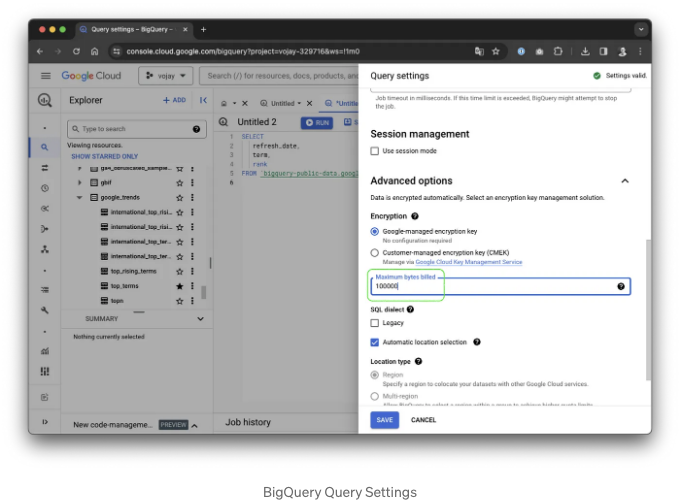 Query settings – BigQuery –
console.cloud.google.com/bigquery?project=vojay-329716&ws=!1m0
Google Cloud
vojay
Search (/) for resources, docs, products, an
Query settings
Settings valid.
Explorer
+ ADD
Untitled
*Untitle
Job timeout in milliseconds. If this time limit is exceeded, BigQuery might attempt to stop
the job.
Type to search
Untitled 2
RUN
S
Viewing resources.
SHOW STARRED ONLY
1 SELECT
2 refresh_date,
3 term,
4 rank
5 FROM `bigquery-public-data.googl
6
Session management
Use session mode
gbif
google_trends
international_top_risi...
international_top_risi...
international_top_ter...
international_top_ter...
top_rising_terms
top_terms
topn
Advanced options
Data is encrypted automatically. Select an encryption key management solution.
Encryption
Google-managed encryption key
No configuration required
Customer-managed encryption key (CMEK)
Manage via Google Cloud Key Management Service
Maximum bytes billed
100000
SUMMARY
Nothing currently selected
SQL dialect
Legacy
Automatic location selection
Location type
Region
Specify a region to colocate your datasets with other Google Cloud services.
Multi-region
SAVE
CANCEL
New code-manageme...
PREVIEW
Job history
BigQuery Query Settings